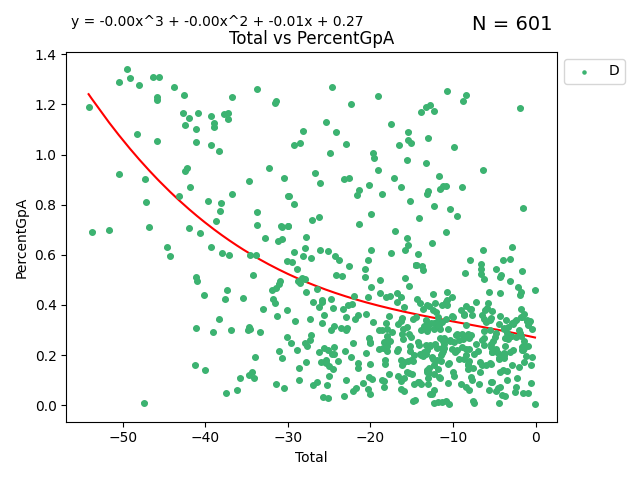 y = -0.00x^3 + -0.00x^2 + -0.01x + 0.27
N = 601
Total vs PercentGpA
D
PercentGpA
1.4
1.2
1.0
0.8
0.6
0.4
0.2
0.0
−50
−40
−30
−20
−10
0
Total